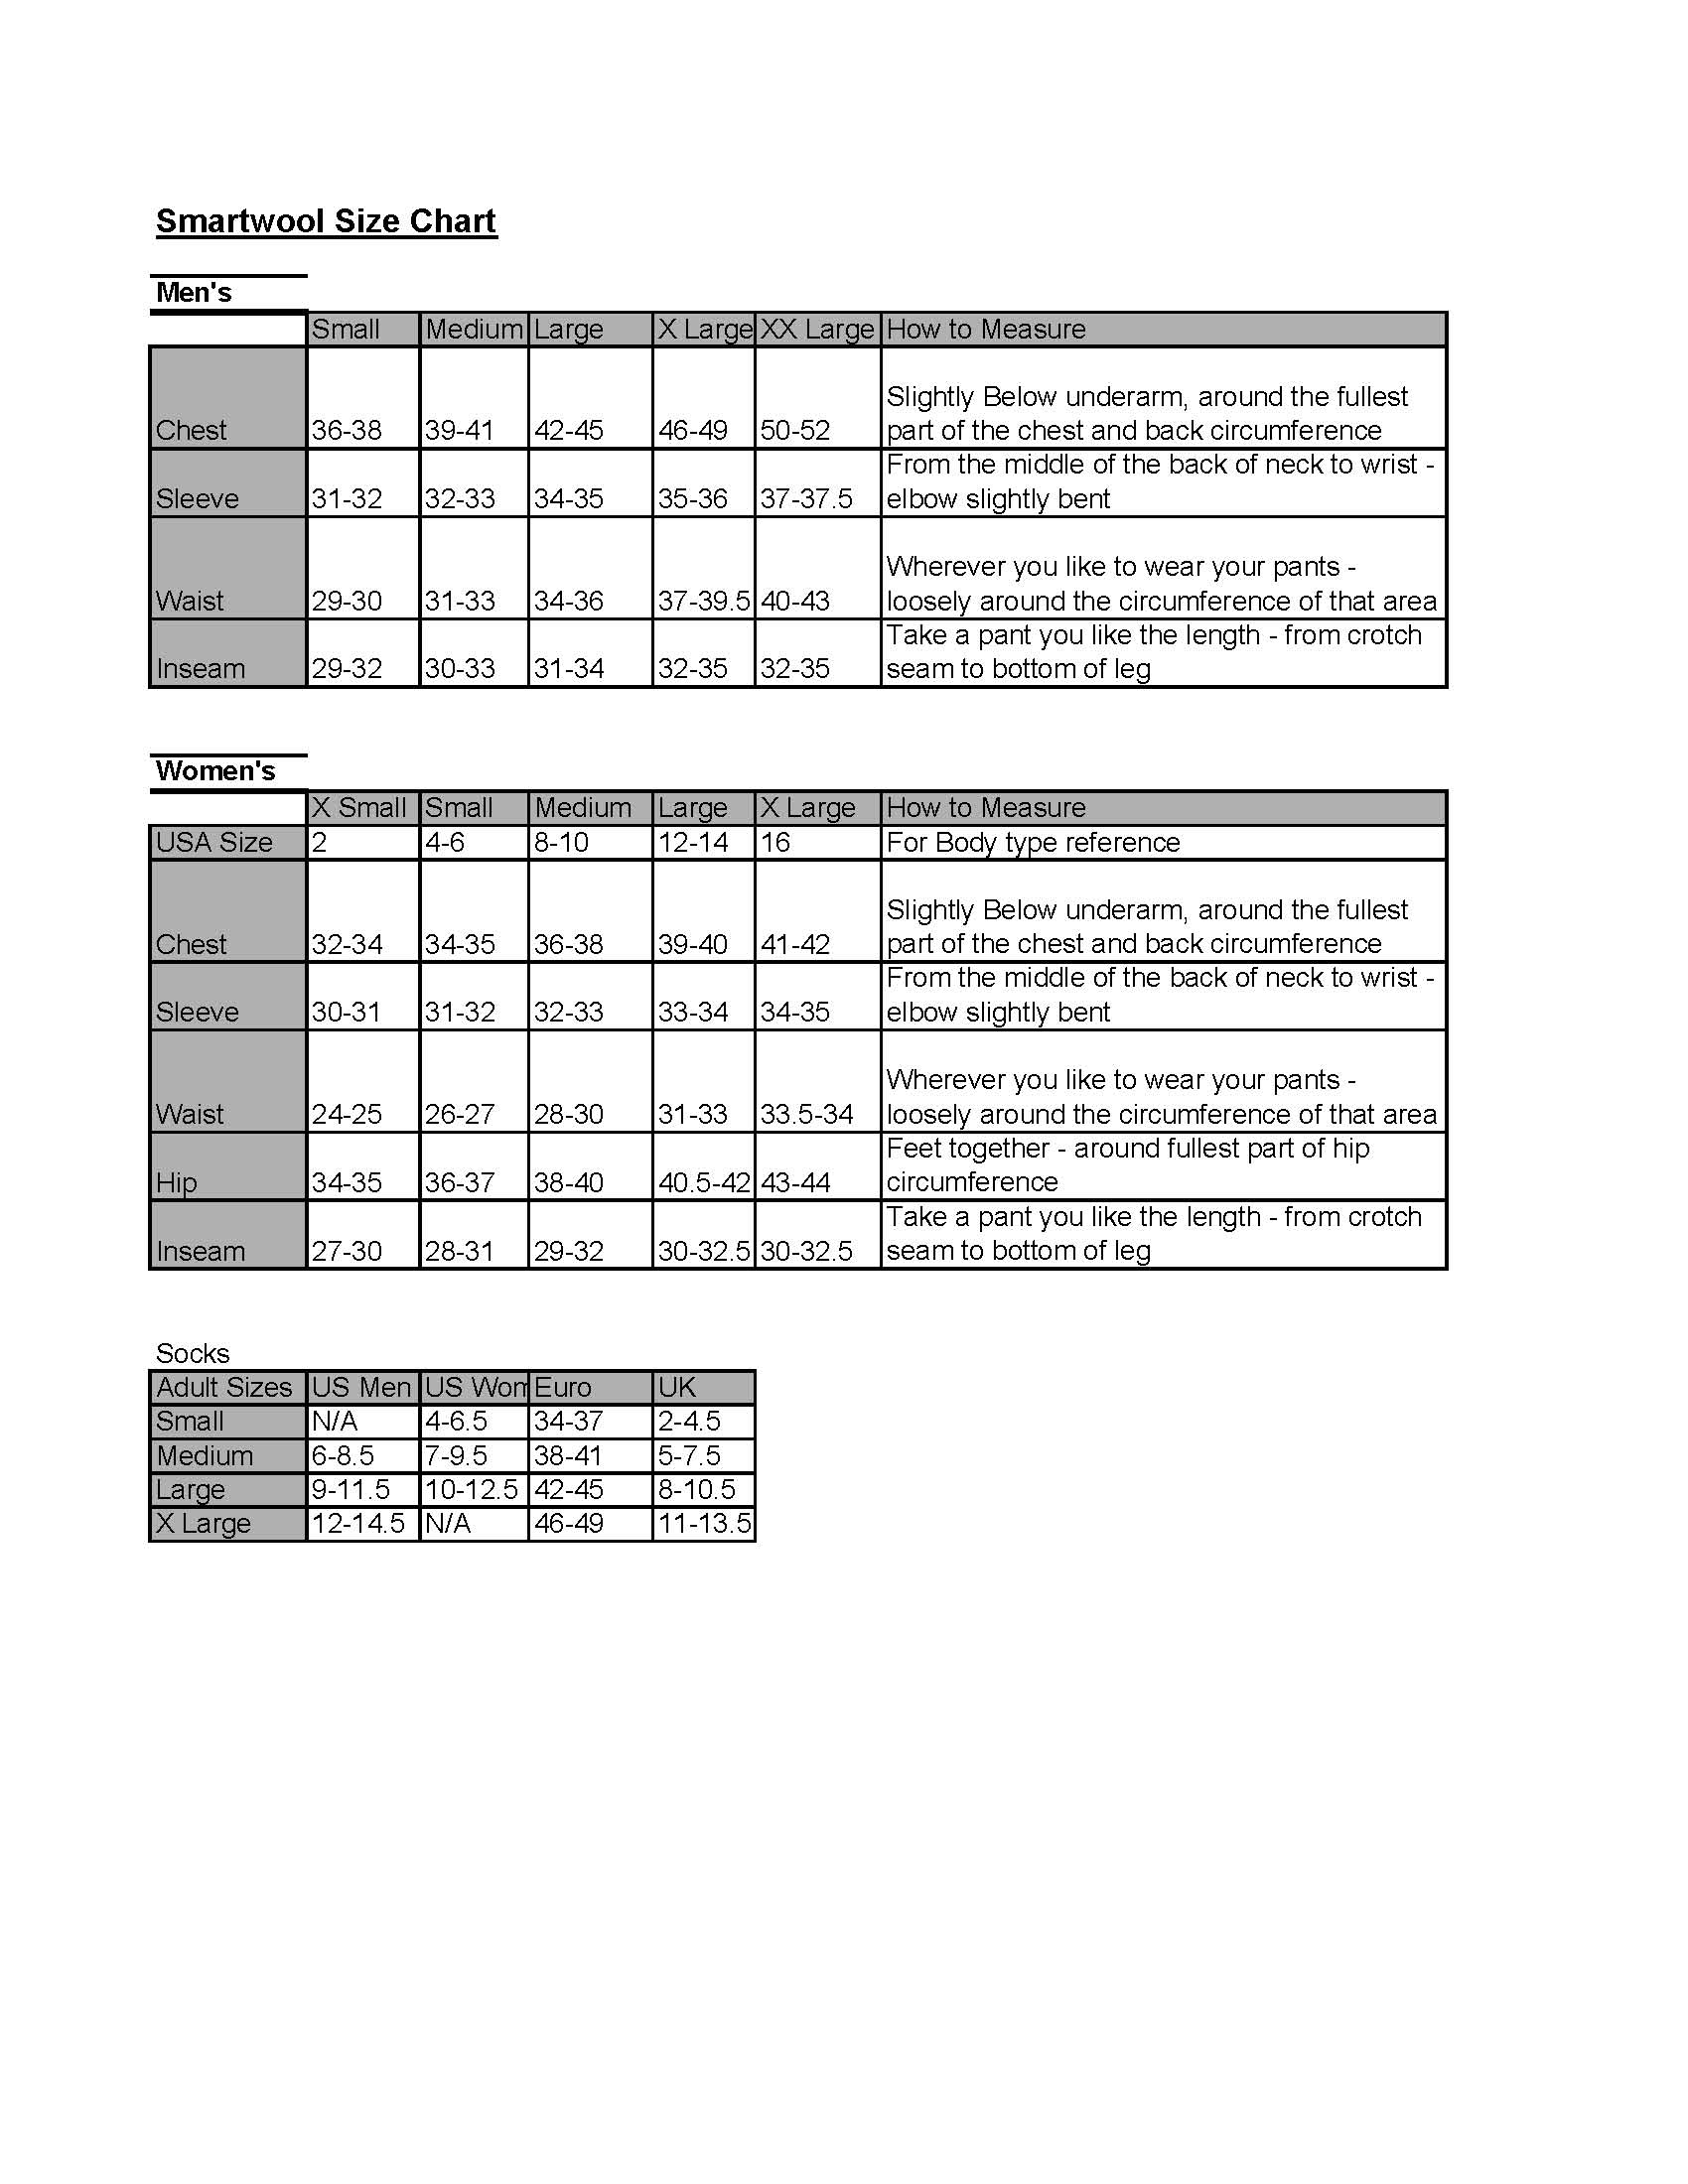 Smartwool Size Chart
Men's
Small Medium Large X Large XX Large How to Measure
Slightly Below underarm, around the fullest
Chest 36-38 39-41 42-45 46-49 50-52 part of the chest and back circumference
From the middle of the back of neck to wrist -
Sleeve 31-32 32-33 34-35 35-36 37-37.5 elbow slightly bent
Wherever you like to wear your pants -
Waist 29-30 31-33 34-36 37-39.5 40-43 loosely around the circumference of that area
Take a pant you like the length - from crotch
Inseam 29-32 30-33 31-34 32-35 32-35 seam to bottom of leg
Women's
X Small Small Medium Large X Large How to Measure
USA Size 2 4-6 8-10 12-14 16 For Body type reference
Slightly Below underarm, around the fullest
Chest 32-34 34-35 36-38 39-40 41-42 part of the chest and back circumference
From the middle of the back of neck to wrist -
Sleeve 30-31 31-32 32-33 33-34 34-35 elbow slightly bent
Wherever you like to wear your pants -
Waist 24-25 26-27 28-30 31-33 33.5-34 loosely around the circumference of that area
Feet together - around fullest part of hip
Hip 34-35 36-37 38-40 40.5-42 43-44 circumference
Take a pant you like the length - from crotch
Inseam 27-30 28-31 29-32 30-32.5 30-32.5 seam to bottom of leg
Socks
Adult Sizes US Men US Wom Euro UK
Small N/A 4-6.5 34-37 2-4.5
Medium 6-8.5 7-9.5 38-41 5-7.5
Large 9-11.5 10-12.5 42-45 8-10.5
X Large 12-14.5 N/A 46-49 11-13.5